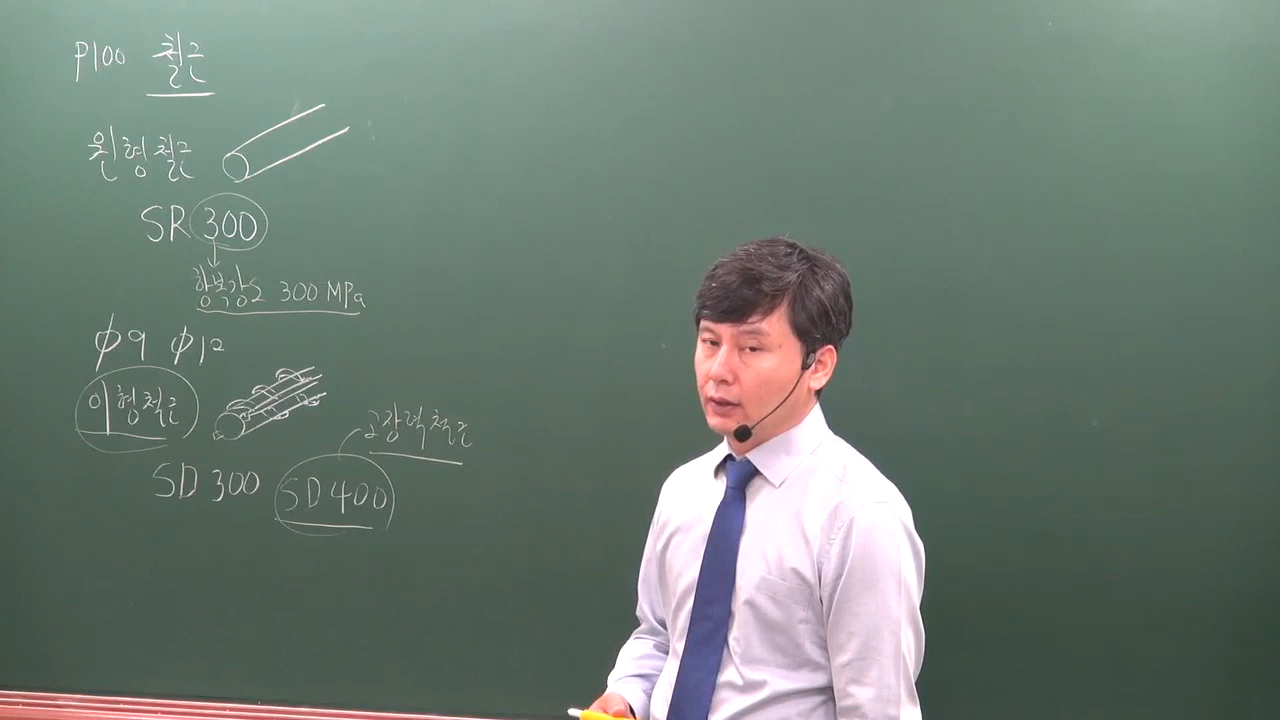 P100 철근
원형철근
SR 300
항복강도 300 MPa
φ9 φ12
이형철근
고장력철근
SD 300 SD 400